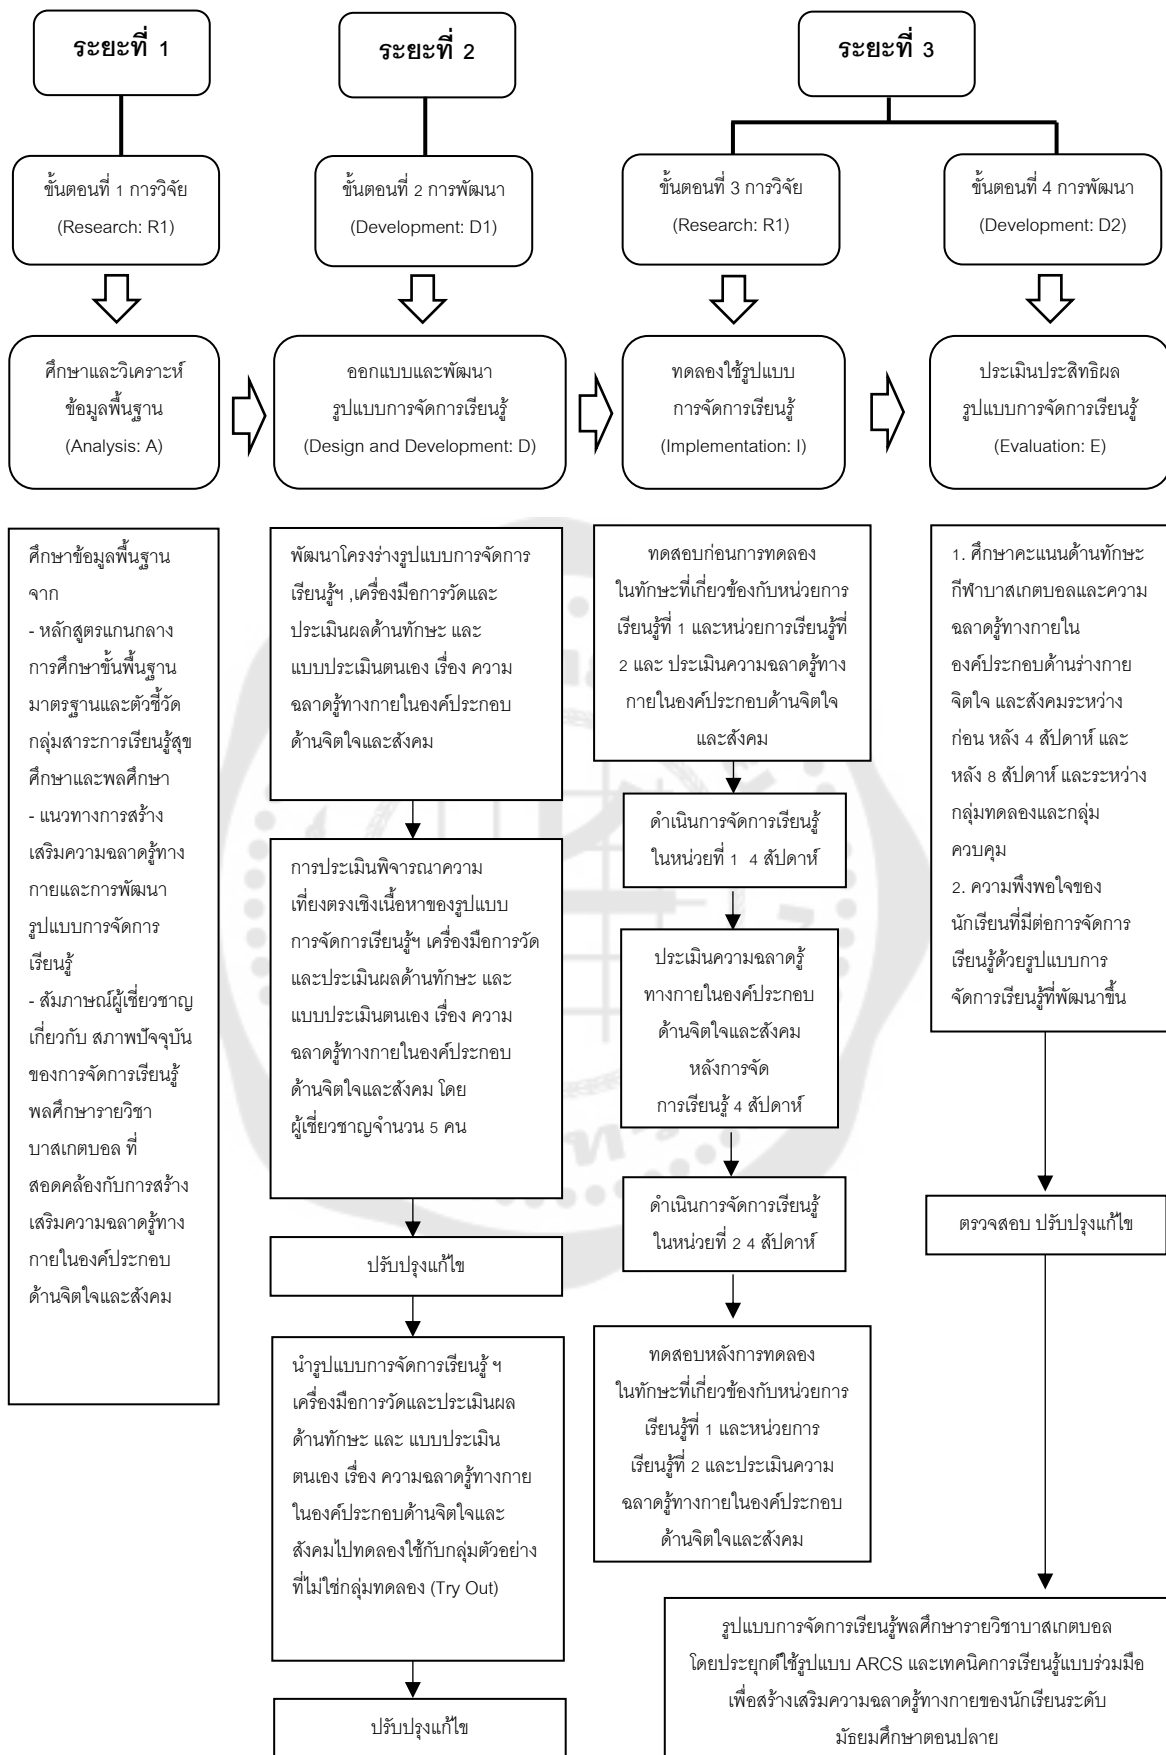 ระยะที่ 1
ระยะที่ 2
ระยะที่ 3
ขั้นตอนที่ 1 การวิจัย
(Research: R1)
ขั้นตอนที่ 2 การพัฒนา
(Development: D1)
ขั้นตอนที่ 3 การวิจัย
(Research: R1)
ขั้นตอนที่ 4 การพัฒนา
(Development: D2)
ศึกษาและวิเคราะห์
ข้อมูลพื้นฐาน
(Analysis: A)
ออกแบบและพัฒนา
รูปแบบการจัดการเรียนรู้
(Design and Development: D)
ทดลองใช้รูปแบบ
การจัดการเรียนรู้
(Implementation: I)
ประเมินประสิทธิผล
รูปแบบการจัดการเรียนรู้
(Evaluation: E)
ศึกษาข้อมูลพื้นฐาน
จาก
- หลักสูตรแกนกลาง
การศึกษาขั้นพื้นฐาน
มาตรฐานและตัวชี้วัด
กลุ่มสาระการเรียนรู้สุข
ศึกษาและพลศึกษา
- แนวทางการสร้าง
เสริมความฉลาดรู้ทาง
กายและการพัฒนา
รูปแบบการจัดการ
เรียนรู้
- สัมภาษณ์ผู้เชี่ยวชาญ
เกี่ยวกับ สภาพปัจจุบัน
ของการจัดการเรียนรู้
พลศึกษารายวิชา
บาสเกตบอล ที่
สอดคล้องกับการสร้าง
เสริมความฉลาดรู้ทาง
กายในองค์ประกอบ
ด้านจิตใจและสังคม
พัฒนาโครงร่างรูปแบบการจัดการ
เรียนรู้ฯ ,เครื่องมือการวัดและ
ประเมินผลด้านทักษะ และ
แบบประเมินตนเอง เรื่อง ความ
ฉลาดรู้ทางกายในองค์ประกอบ
ด้านจิตใจและสังคม
การประเมินพิจารณาความ
เที่ยงตรงเชิงเนื้อหาของรูปแบบ
การจัดการเรียนรู้ฯ เครื่องมือการวัด
และประเมินผลด้านทักษะ และ
แบบประเมินตนเอง เรื่อง ความ
ฉลาดรู้ทางกายในองค์ประกอบ
ด้านจิตใจและสังคม โดย
ผู้เชี่ยวชาญจำนวน 5 คน
ปรับปรุงแก้ไข
นำรูปแบบการจัดการเรียนรู้ ฯ
เครื่องมือการวัดและประเมินผล
ด้านทักษะ และ แบบประเมิน
ตนเอง เรื่อง ความฉลาดรู้ทางกาย
ในองค์ประกอบด้านจิตใจและ
สังคมไปทดลองใช้กับกลุ่มตัวอย่าง
ที่ไม่ใช่กลุ่มทดลอง (Try Out)
ปรับปรุงแก้ไข
ทดสอบก่อนการทดลอง
ในทักษะที่เกี่ยวข้องกับหน่วยการ
เรียนรู้ที่ 1 และหน่วยการเรียนรู้ที่
2 และ ประเมินความฉลาดรู้ทาง
กายในองค์ประกอบด้านจิตใจ
และสังคม
ดำเนินการจัดการเรียนรู้
ในหน่วยที่ 1 4 สัปดาห์
ประเมินความฉลาดรู้
ทางกายในองค์ประกอบ
ด้านจิตใจและสังคม
หลังการจัด
การเรียนรู้ 4 สัปดาห์
ดำเนินการจัดการเรียนรู้
ในหน่วยที่ 2 4 สัปดาห์
ทดสอบหลังการทดลอง
ในทักษะที่เกี่ยวข้องกับหน่วยการ
เรียนรู้ที่ 1 และหน่วยการ
เรียนรู้ที่ 2 และประเมินความ
ฉลาดรู้ทางกายในองค์ประกอบ
ด้านจิตใจและสังคม
1. ศึกษาคะแนนด้านทักษะ
กีฬาบาสเกตบอลและความ
ฉลาดรู้ทางกายใน
องค์ประกอบด้านร่างกาย
จิตใจ และสังคมระหว่าง
ก่อน หลัง 4 สัปดาห์ และ
หลัง 8 สัปดาห์ และระหว่าง
กลุ่มทดลองและกลุ่ม
ควบคุม
2. ความพึงพอใจของ
นักเรียนที่มีต่อการจัดการ
เรียนรู้ด้วยรูปแบบการ
จัดการเรียนรู้ที่พัฒนาขึ้น
ตรวจสอบ ปรับปรุงแก้ไข
รูปแบบการจัดการเรียนรู้พลศึกษารายวิชาบาสเกตบอล
โดยประยุกต์ใช้รูปแบบ ARCS และเทคนิคการเรียนรู้แบบร่วมมือ
เพื่อสร้างเสริมความฉลาดรู้ทางกายของนักเรียนระดับ
มัธยมศึกษาตอนปลาย